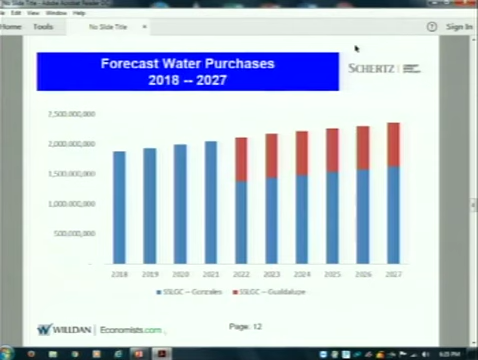 No Slide Title - Adobe Acrobat Reader
File Edit View Window Help
Home Tools No Slide Title × ? Sign In
Forecast Water Purchases
2018 -- 2027
SCHERTZ
2,500,000,000
2,000,000,000
1,500,000,000
1,000,000,000
500,000,000
-
2018 2019 2020 2021 2022 2023 2024 2025 2026 2027
SSLGC -- Gonzales SSLGC -- Guadalupe
WILLDAN | Economists.com
Page. 12
6:25 PM